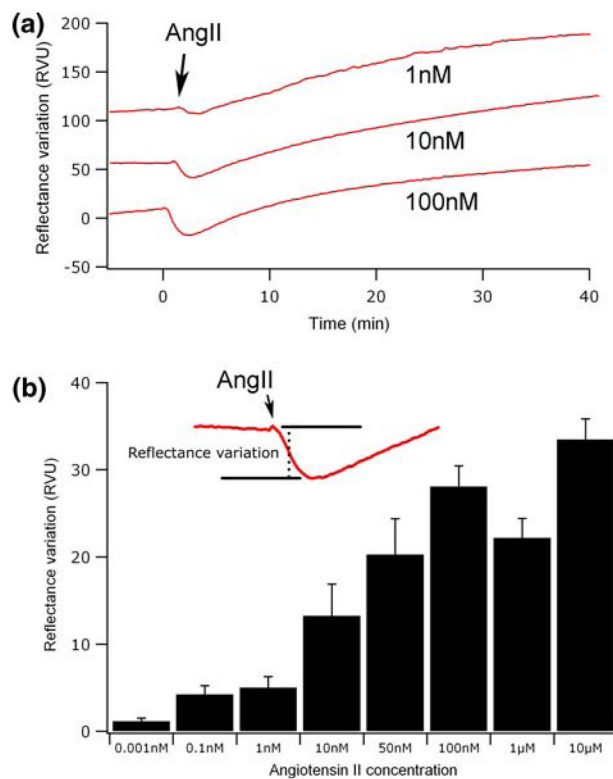 (a)
AngII
Reflectance variation (RVU)
200
150
100
50
0
-50
1nM
10nM
100nM
0 10 20 30 40
Time (min)
(b)
AngII
Reflectance variation
Reflectance variation (RVU)
40
30
20
10
0
0.001nM 0.1nM 1nM 10nM 50nM 100nM 1µM 10µM
Angiotensin II concentration